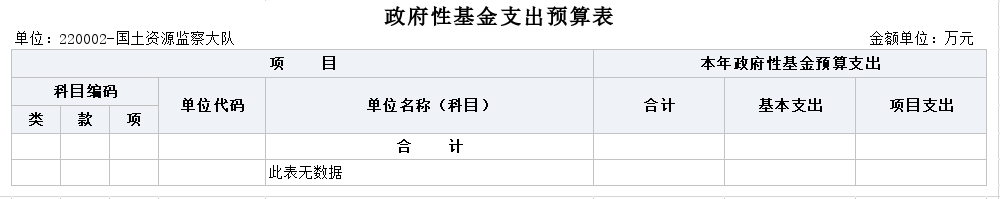 政府性基金支出预算表
单位：220002-国土资源监察大队 金额单位：万元
项 目 本年政府性基金预算支出
科目编码 单位代码 单位名称（科目） 合计 基本支出 项目支出
类 款 项
合 计
此表无数据